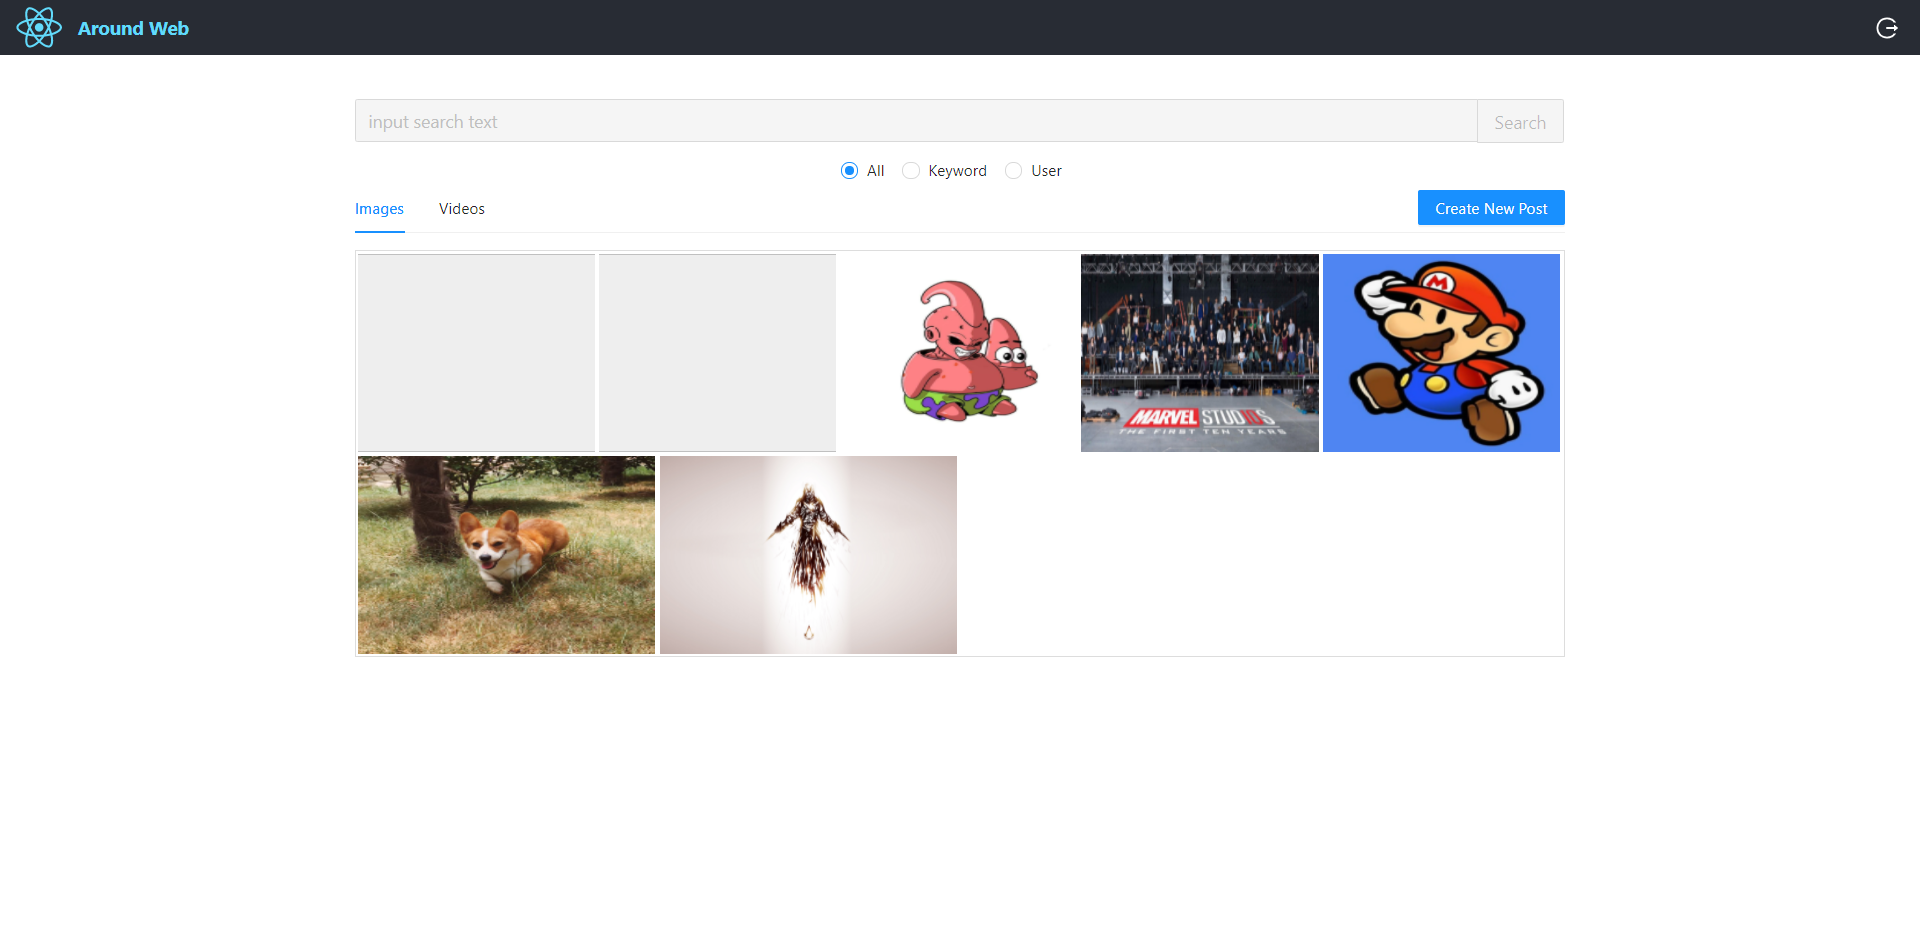 Around Web
input search text
Search
All
Keyword
User
Images
Videos
Create New Post
M
MARVEL STUDIOS
THE FIRST TEN YEARS